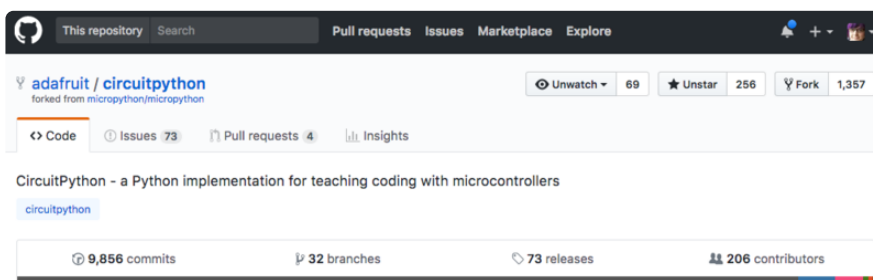 This repository Search Pull requests Issues Marketplace Explore
adafruit / circuitpython Unwatch 69 Unstar 256 Fork 1,357
forked from micropython/micropython
Code Issues 73 Pull requests 4 Insights
CircuitPython - a Python implementation for teaching coding with microcontrollers
circuitpython
9,856 commits 32 branches 73 releases 206 contributors